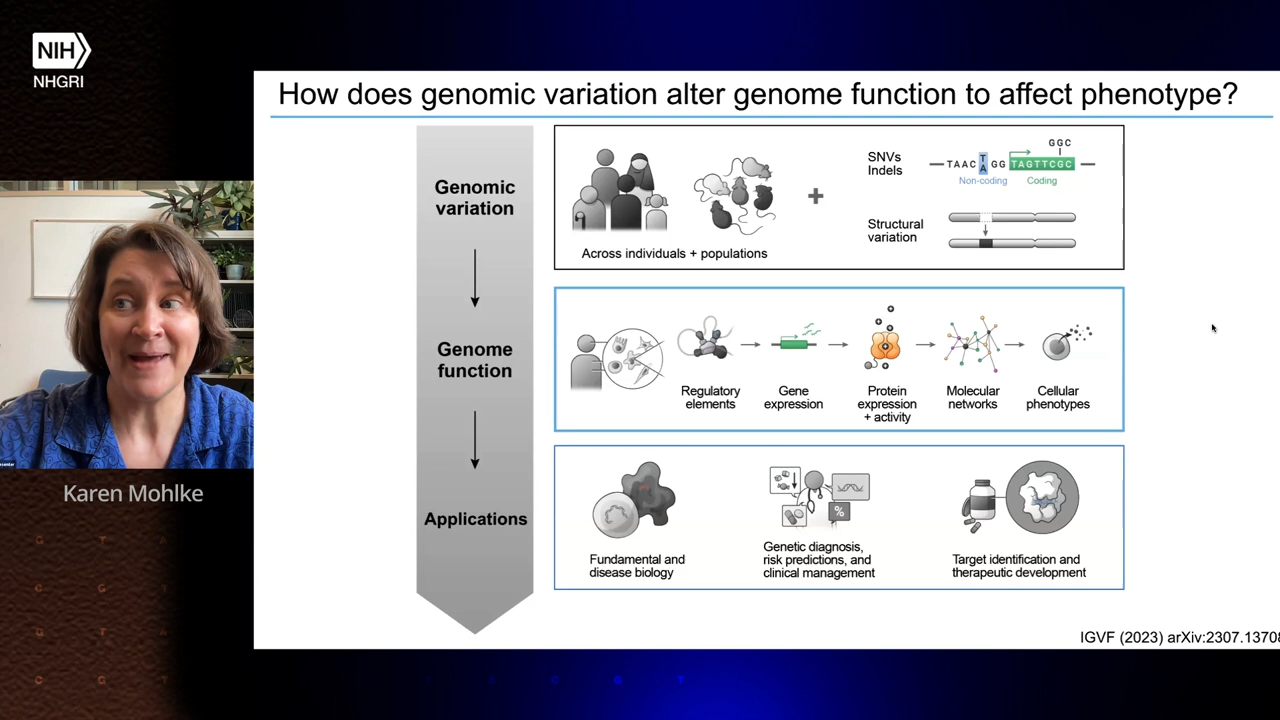 NIH
NHGRI
How does genomic variation alter genome function to affect phenotype?
Genomic
variation
Genome
function
Applications
Across individuals + populations
SNVs
Indels
GGC
TAAC T GG TAGTTCGC
A
Non-coding
Coding
Structural
variation
Regulatory
elements
Gene
expression
Protein
expression
+ activity
Molecular
networks
Cellular
phenotypes
Fundamental and
disease biology
%
Genetic diagnosis,
risk predictions, and
clinical management
Target identification and
therapeutic development
IGVF (2023) arXiv:2307.13708
Karen Mohlke